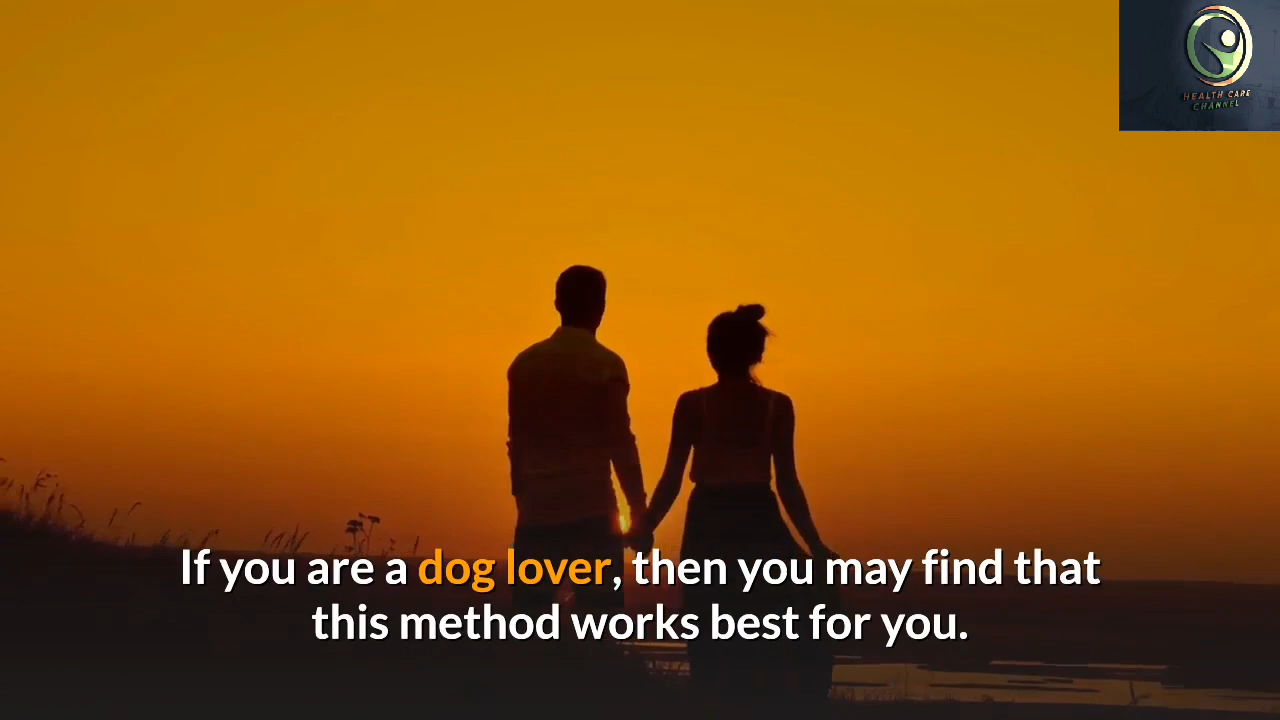 HEALTH CARE
CHANNEL
If you are a dog lover, then you may find that
this method works best for you.